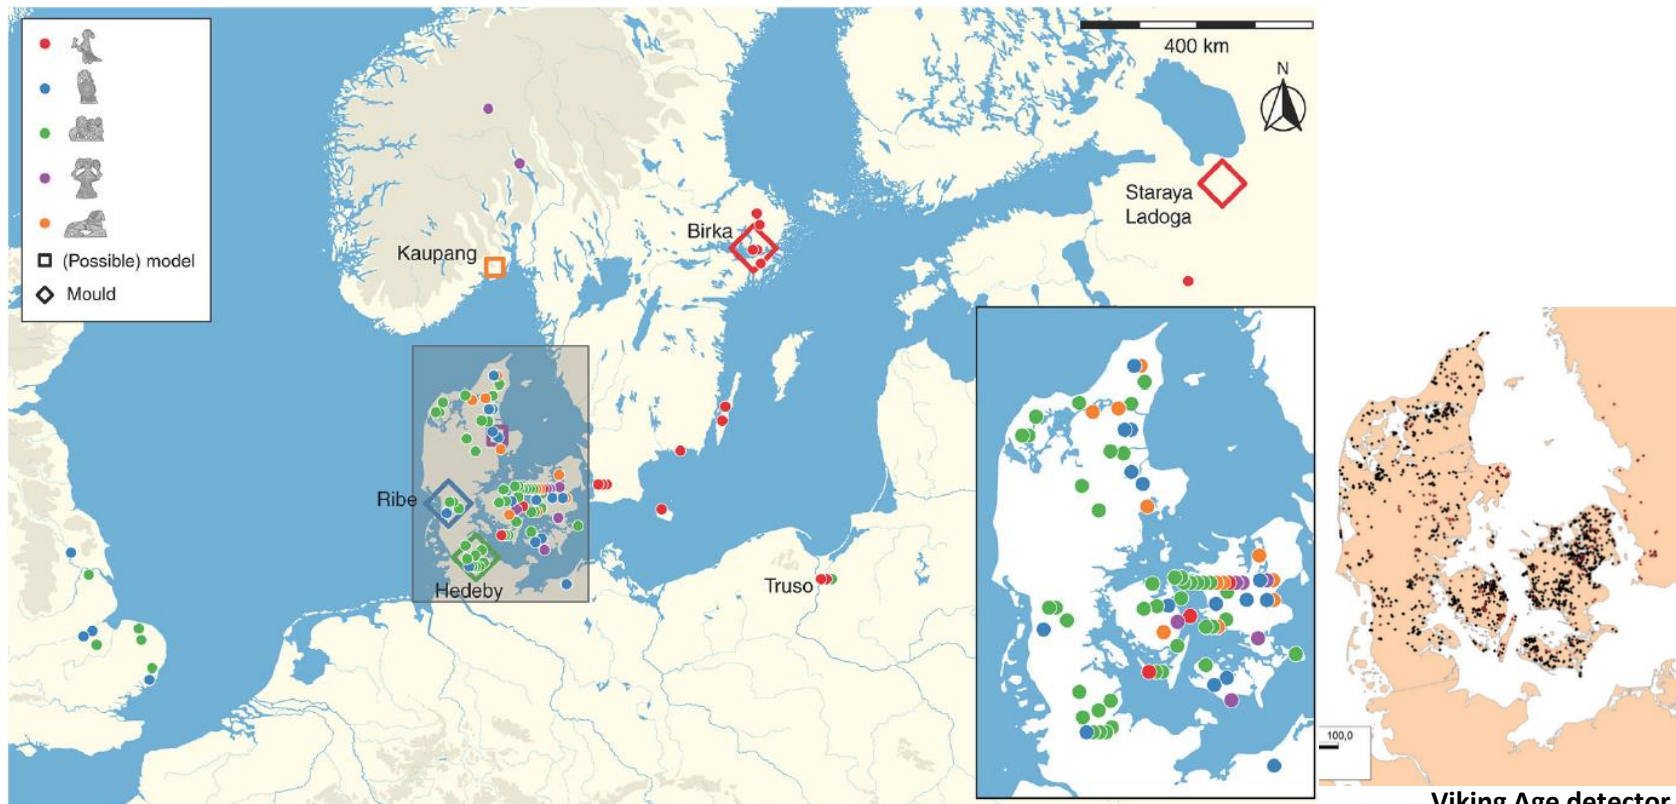 400 km
N
(Possible) model
Mould
Staraya
Ladoga
Birka
Kaupang
Ribe
Hedeby
Truso
100,0
Viking Age detector